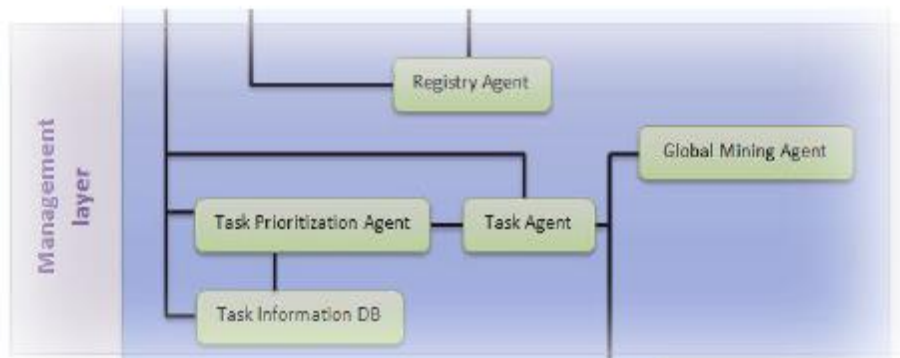 Management
layer
Registry Agent
Global Mining Agent
Task Prioritization Agent
Task Agent
Task Information DB